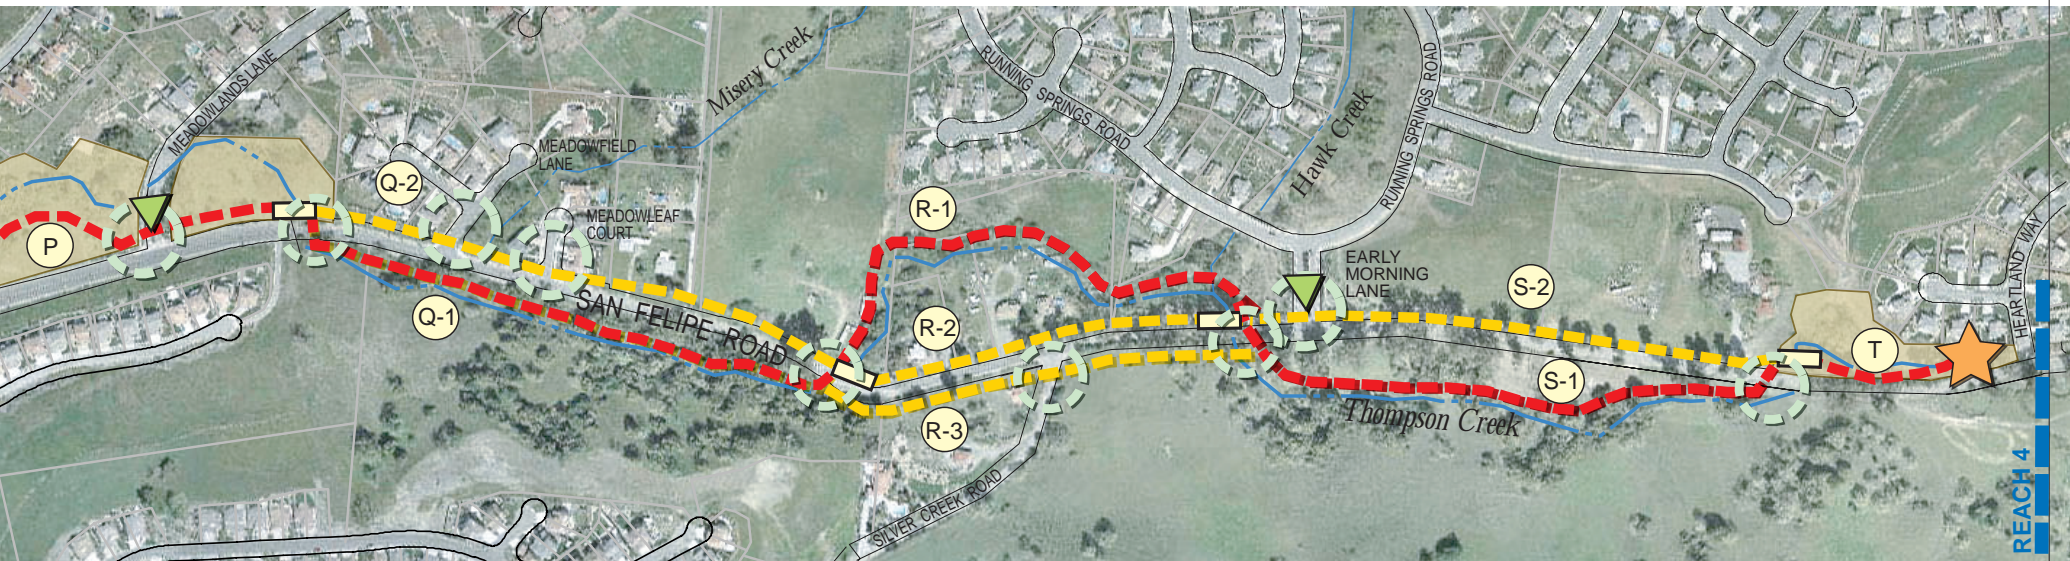 MEADOWLANDS LANE
Misery Creek
RUNNING SPRINGS ROAD
RUNNING SPRINGS ROAD
Hawk Creek
MEADOWFIELD
LANE
Q-2
MEADOWLEAF
COURT
R-1
P
EARLY
MORNING
LANE
S-2
HEARTLAND WAY
Q-1
SAN FELIPE ROAD
R-2
T
S-1
R-3
Thompson Creek
SILVER CREEK ROAD
REACH 4